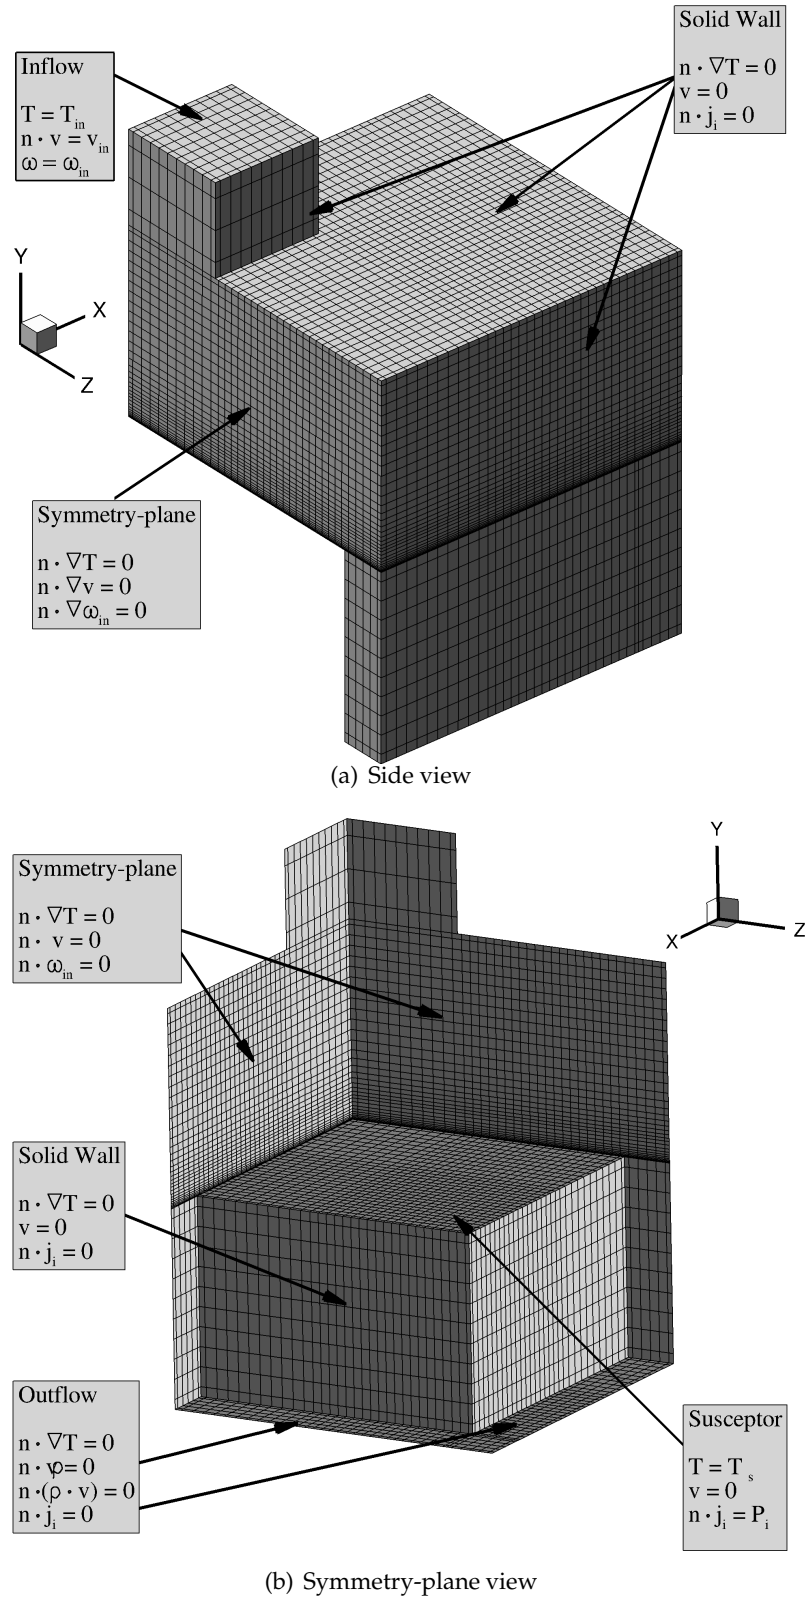 Inflow
T = T_in
n · v = v_in
ω = ω_in
Solid Wall
n · ∇T = 0
v = 0
n · j_i = 0
Y
X
Z
Symmetry-plane
n · ∇T = 0
n · ∇v = 0
n · ∇ω_in = 0
(a) Side view
Symmetry-plane
n · ∇T = 0
n · v = 0
n · ω_in = 0
Y
X
Z
Solid Wall
n · ∇T = 0
v = 0
n · j_i = 0
Outflow
n · ∇T = 0
n · vρ = 0
n ·(ρ · v) = 0
n · j_i = 0
Susceptor
T = T_s
v = 0
n · j_i = P_i
(b) Symmetry-plane view